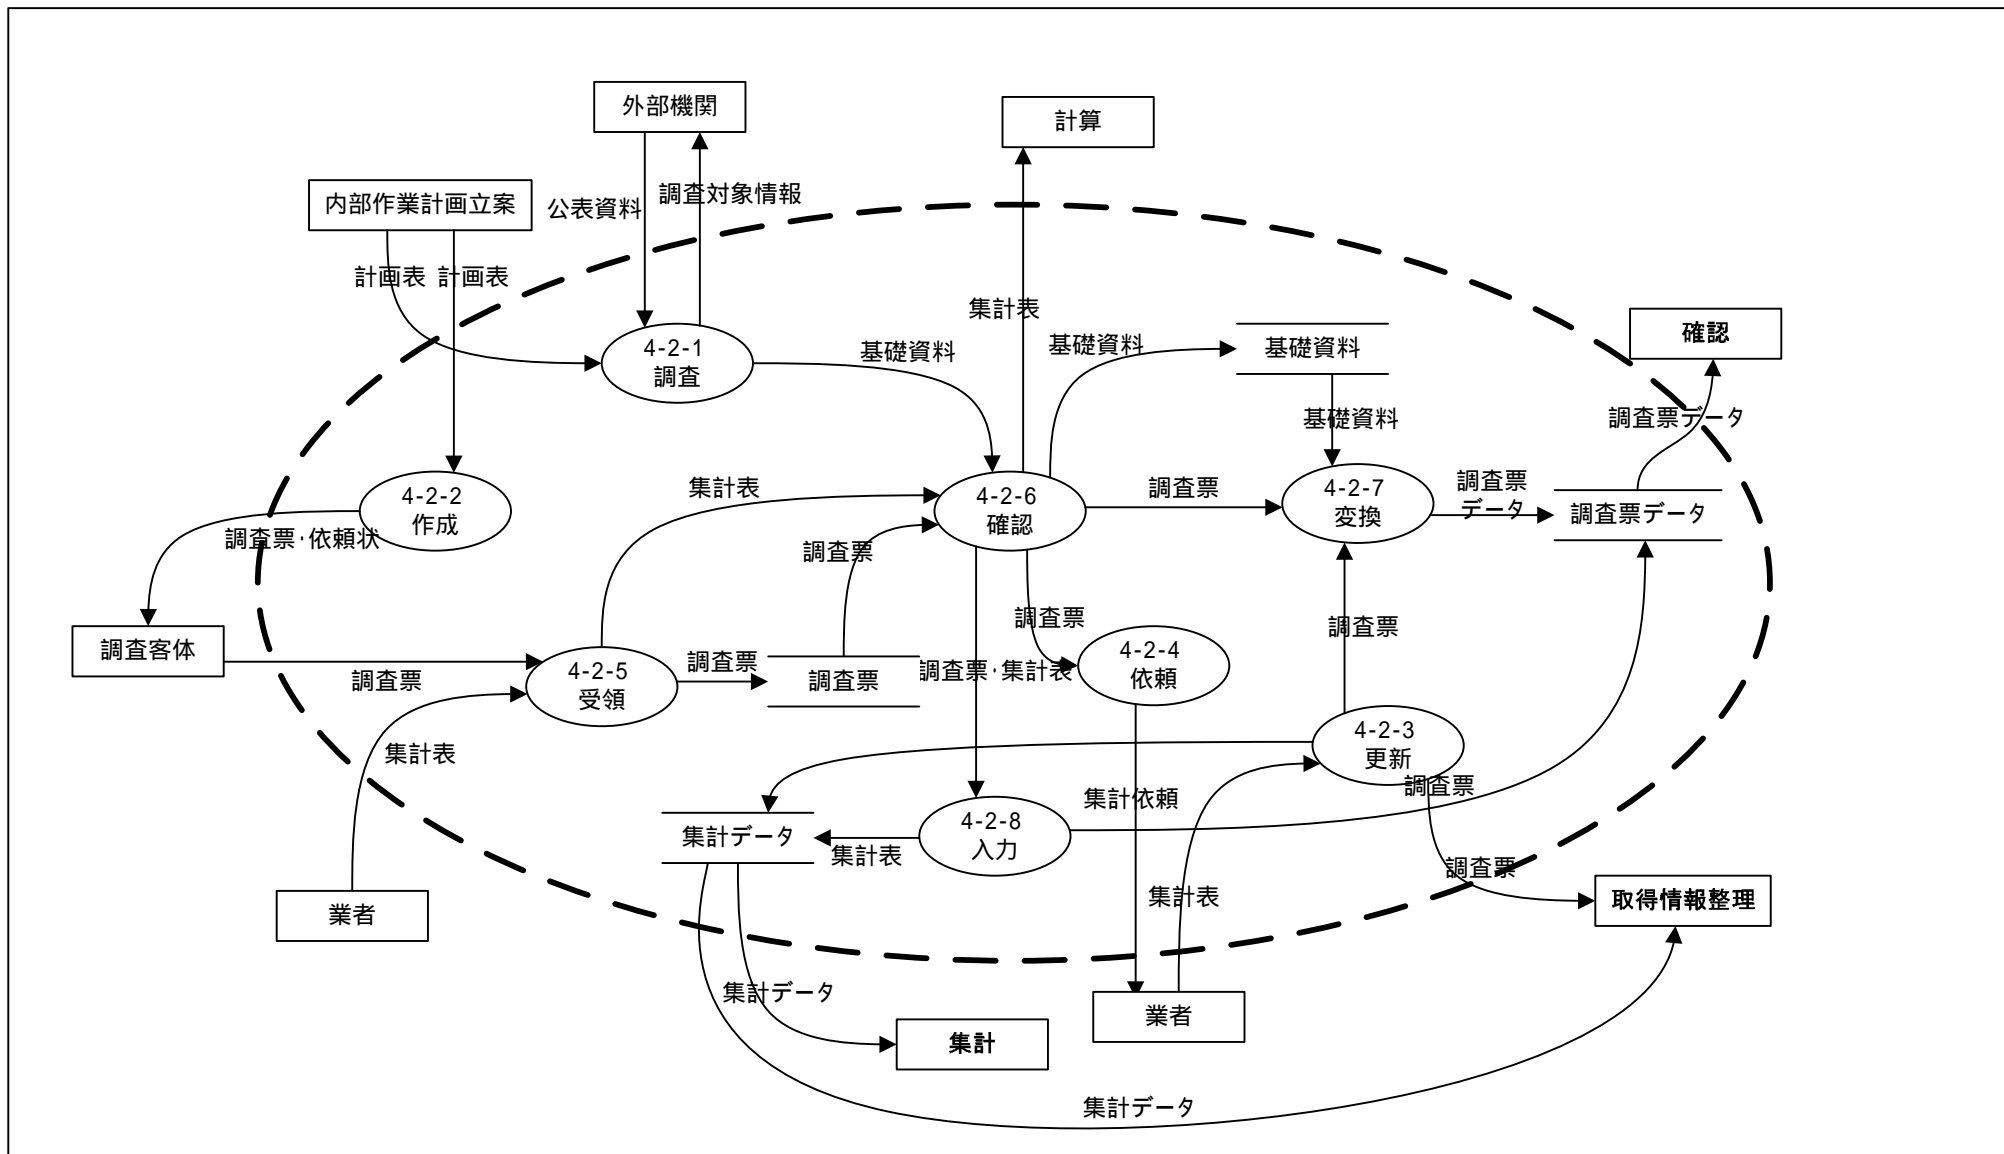 外部機関
計算
内部作業計画立案
公表資料
調査対象情報
計画表
計画表
集計表
確認
4-2-1
調査
基礎資料
基礎資料
基礎資料
基礎資料
調査票データ
4-2-2
作成
調査票・依頼状
集計表
4-2-6
確認
調査票
4-2-7
変換
調査票
データ
調査票データ
調査票
調査客体
調査票
4-2-5
受領
調査票
調査票
調査票・集計表
調査票
4-2-4
依頼
調査票
4-2-3
更新
調査票
集計表
集計依頼
集計データ
集計表
4-2-8
入力
集計表
調査票
取得情報整理
業者
集計データ
集計
業者
集計データ